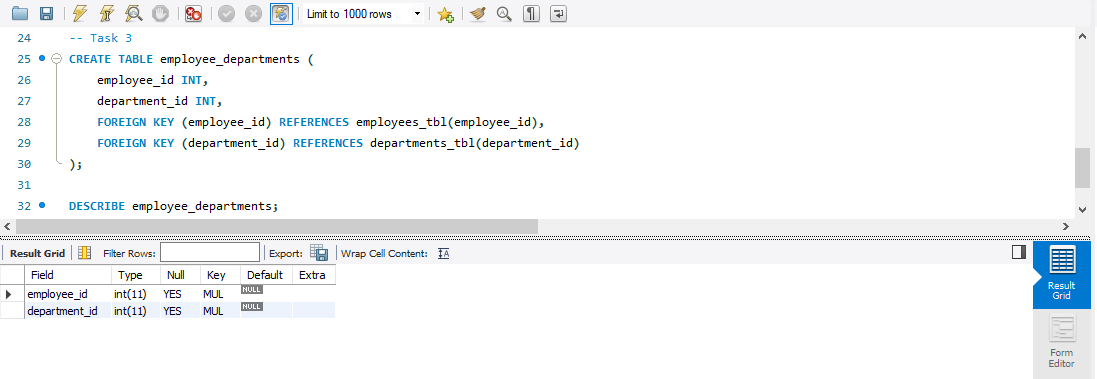 Limit to 1000 rows
24 -- Task 3
25 CREATE TABLE employee_departments (
26 employee_id INT,
27 department_id INT,
28 FOREIGN KEY (employee_id) REFERENCES employees_tbl(employee_id),
29 FOREIGN KEY (department_id) REFERENCES departments_tbl(department_id)
30 );
31
32 DESCRIBE employee_departments;
Result Grid Filter Rows: Export: Wrap Cell Content: IA
Field Type Null Key Default Extra
employee_id int(11) YES MUL NULL
department_id int(11) YES MUL NULL
Result
Grid
Form
Editor